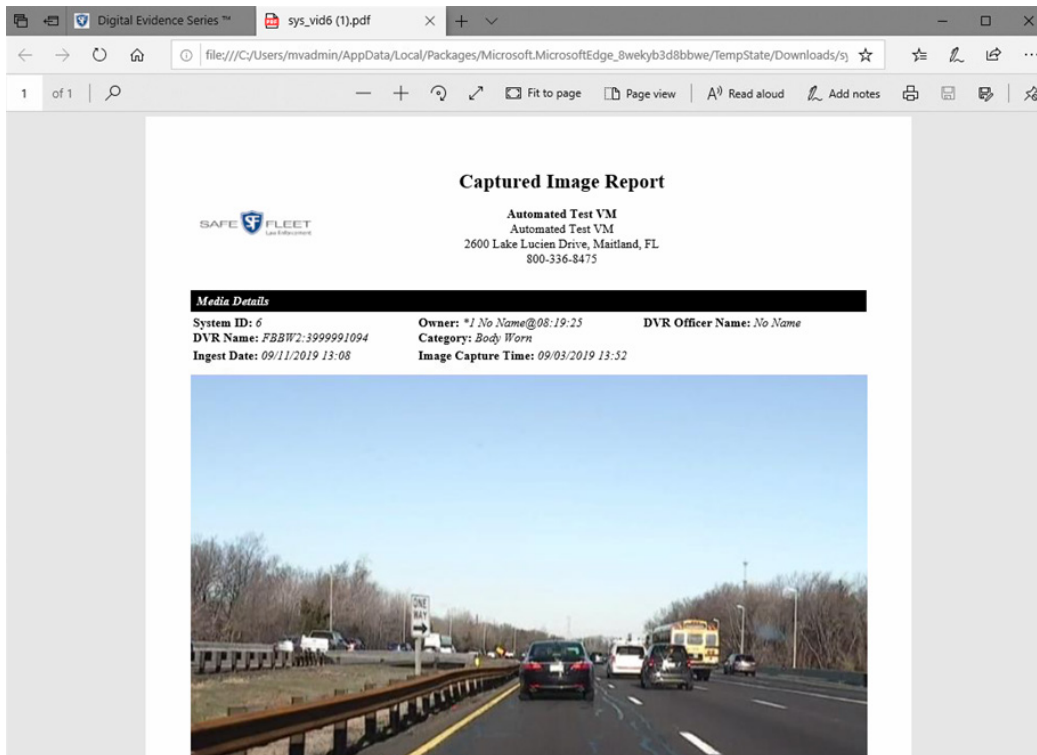 Digital Evidence Series ™
sys_vid6 (1).pdf
file:///C:/Users/mvadmin/AppData/Local/Packages/Microsoft.MicrosoftEdge_8wekyb3d8bbwe/TempState/Downloads/sy
1 of 1
Fit to page
Page view
Read aloud
Add notes
Captured Image Report
SAFE SF FLEET
Law Enforcement
Automated Test VM
Automated Test VM
2600 Lake Lucien Drive, Maitland, FL
800-336-8475
Media Details
System ID: 6 Owner: *1 No Name@08:19:25 DVR Officer Name: No Name
DVR Name: FBBW2:3999991094 Category: Body Worn
Ingest Date: 09/11/2019 13:08 Image Capture Time: 09/03/2019 13:52
ONE
WAY